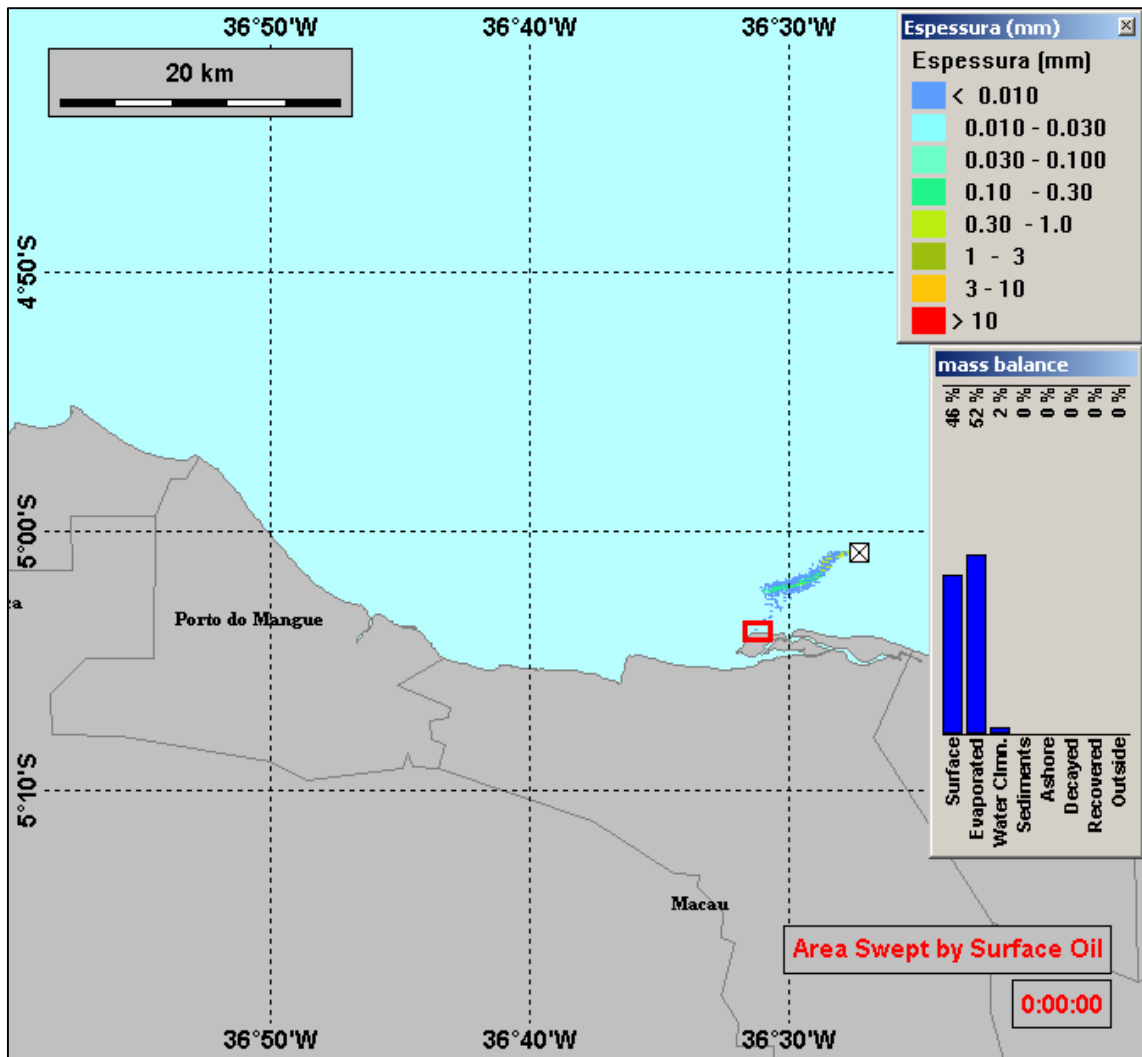 36°50'W
36°40'W
36°30'W
20 km
Espessura (mm)
Espessura (mm)
< 0.010
0.010 - 0.030
0.030 - 0.100
0.10 - 0.30
0.30 - 1.0
1 - 3
3 - 10
> 10
4°50'S
mass balance
46 %
52 %
2 %
0 %
0 %
0 %
0 %
0 %
Surface
Evaporated
Water Clmn.
Sediments
Ashore
Decayed
Recovered
Outside
5°00'S
Porto do Mangue
5°10'S
Macau
Area Swept by Surface Oil
0:00:00
36°50'W
36°40'W
36°30'W